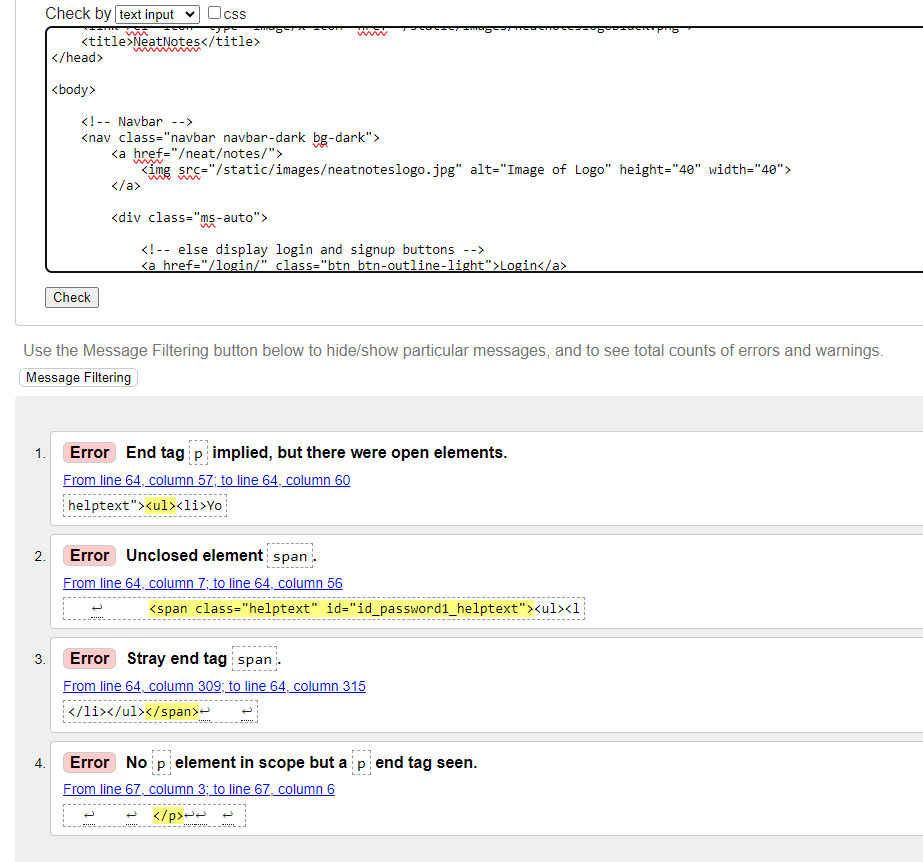 Check by text input css
<title>NeatNotes</title>
</head>
<body>
<!-- Navbar -->
<nav class="navbar navbar-dark bg-dark">
<a href="/neat/notes/">
<img src="/static/images/neatnoteslogo.jpg" alt="Image of Logo" height="40" width="40">
</a>
<div class="ms-auto">
<!-- else display login and signup buttons -->
<a href="/login/" class="btn btn-outline-light">Login</a>
Check
Use the Message Filtering button below to hide/show particular messages, and to see total counts of errors and warnings.
Message Filtering
1. Error End tag p implied, but there were open elements.
From line 64, column 57; to line 64, column 60
helptext"><ul><li>Yo
2. Error Unclosed element span.
From line 64, column 7; to line 64, column 56
↩ <span class="helptext" id="id_password1_helptext"><ul><l
3. Error Stray end tag span.
From line 64, column 309; to line 64, column 315
</li></ul></span>↩ ↩
4. Error No p element in scope but a p end tag seen.
From line 67, column 3; to line 67, column 6
↩ ↩ </p>↩↩ ↩